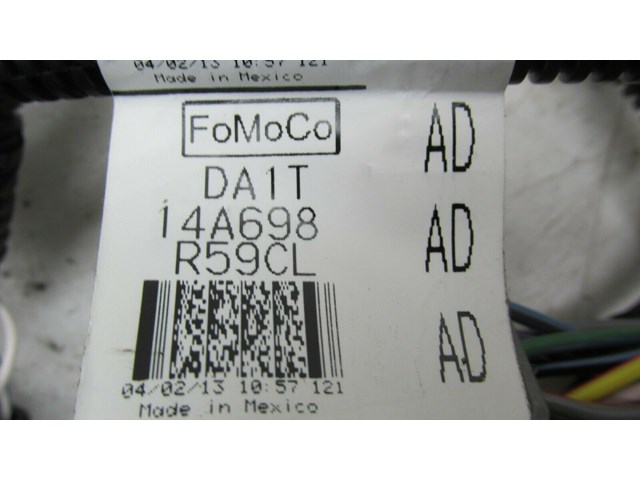 04/02/13 10:57 121
Made in Mexico
FoMoCo
AD
DA1T
14A698
AD
R59CL
AD
04/02/13 10:57 121
Made in Mexico